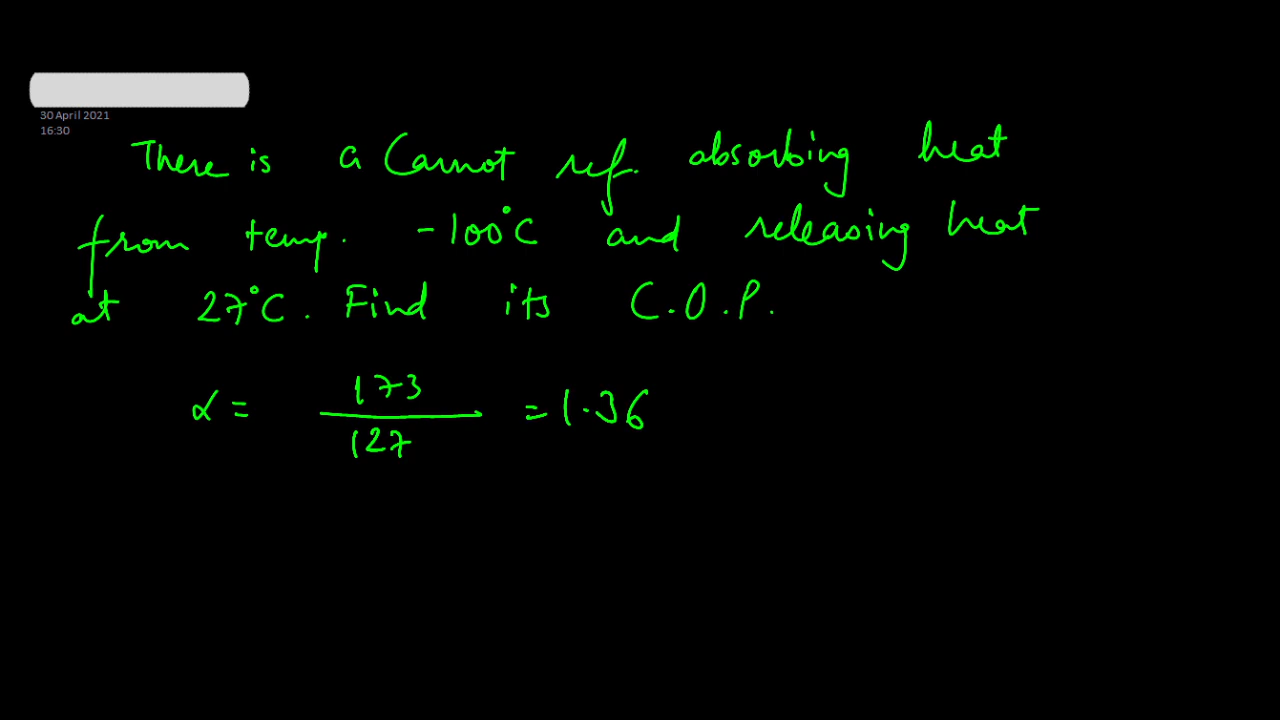 30 April 2021
16:30
There is a Carnot ref. absorbing heat
from temp. -100°C and releasing heat
at 27°C. Find its C.O.P.
α = 173/127 = 1.36